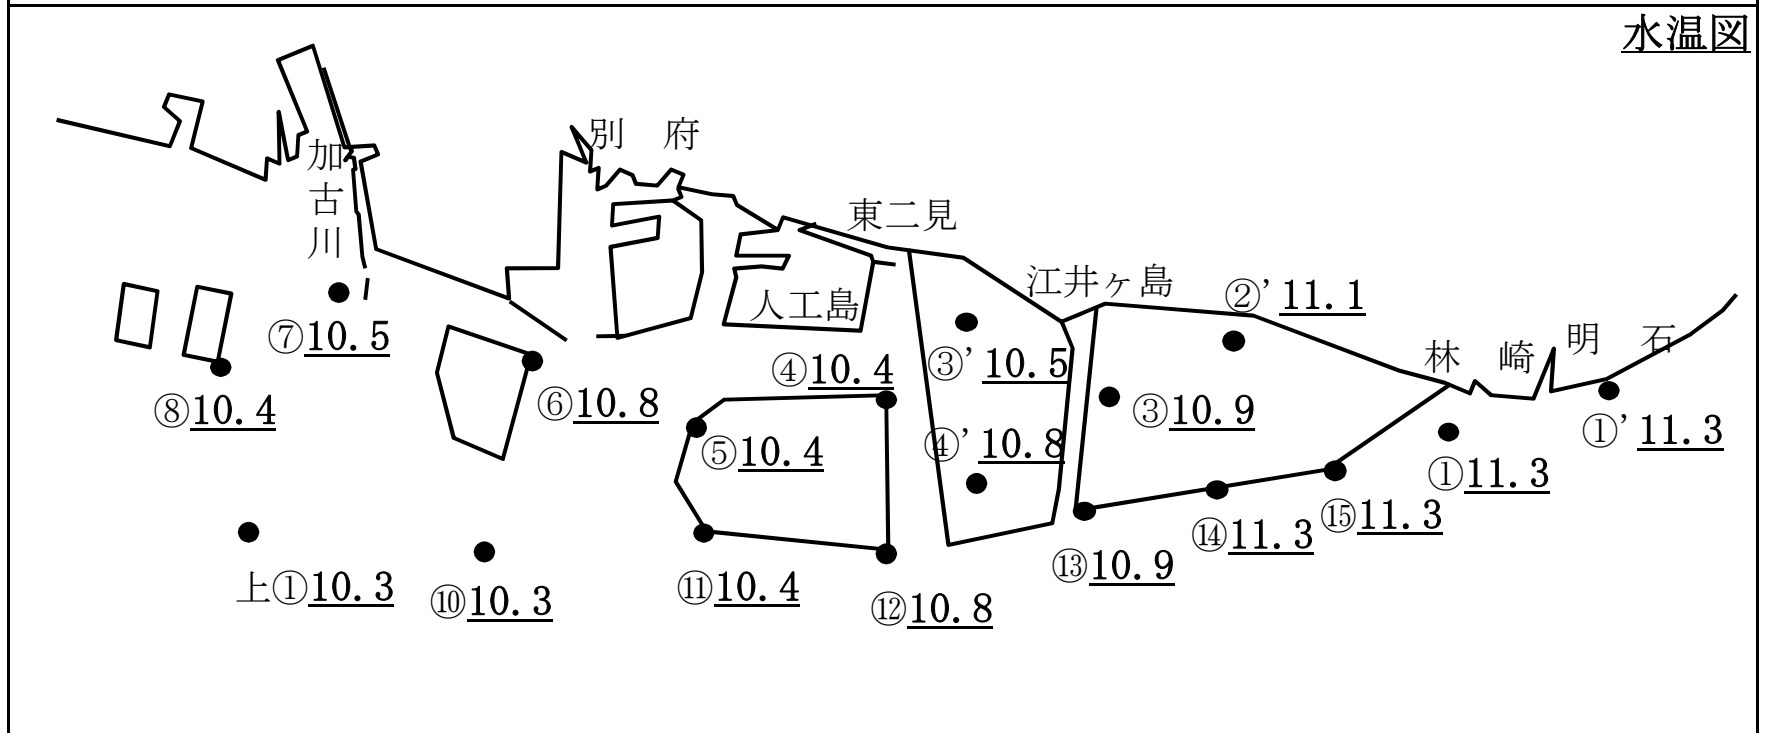 水温図
別 府
加古川
東二見
江井ヶ島
②' 11.1
人工島
林 崎
明 石
⑦10.5
③' 10.5
④10.4
⑧10.4
⑥10.8
③10.9
①' 11.3
⑤10.4
④' 10.8
①11.3
⑮11.3
⑭11.3
⑬10.9
上①10.3
⑩10.3
⑪10.4
⑫10.8